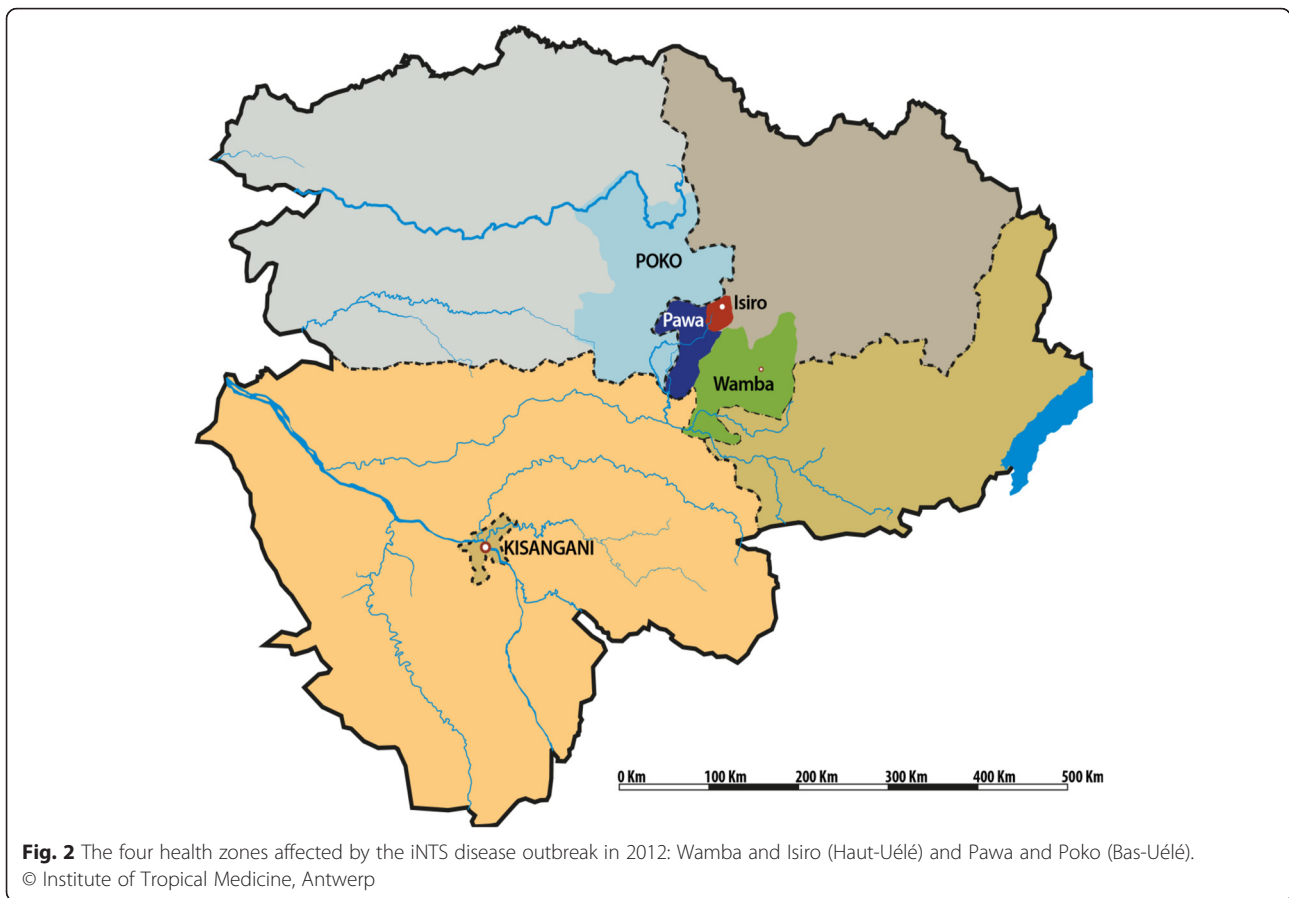 POKO
Isiro
Pawa
Wamba
KISANGANI
0 Km 100 Km 200 Km 300 Km 400 Km 500 Km
Fig. 2 The four health zones affected by the iNTS disease outbreak in 2012: Wamba and Isiro (Haut-Uélé) and Pawa and Poko (Bas-Uélé).
© Institute of Tropical Medicine, Antwerp